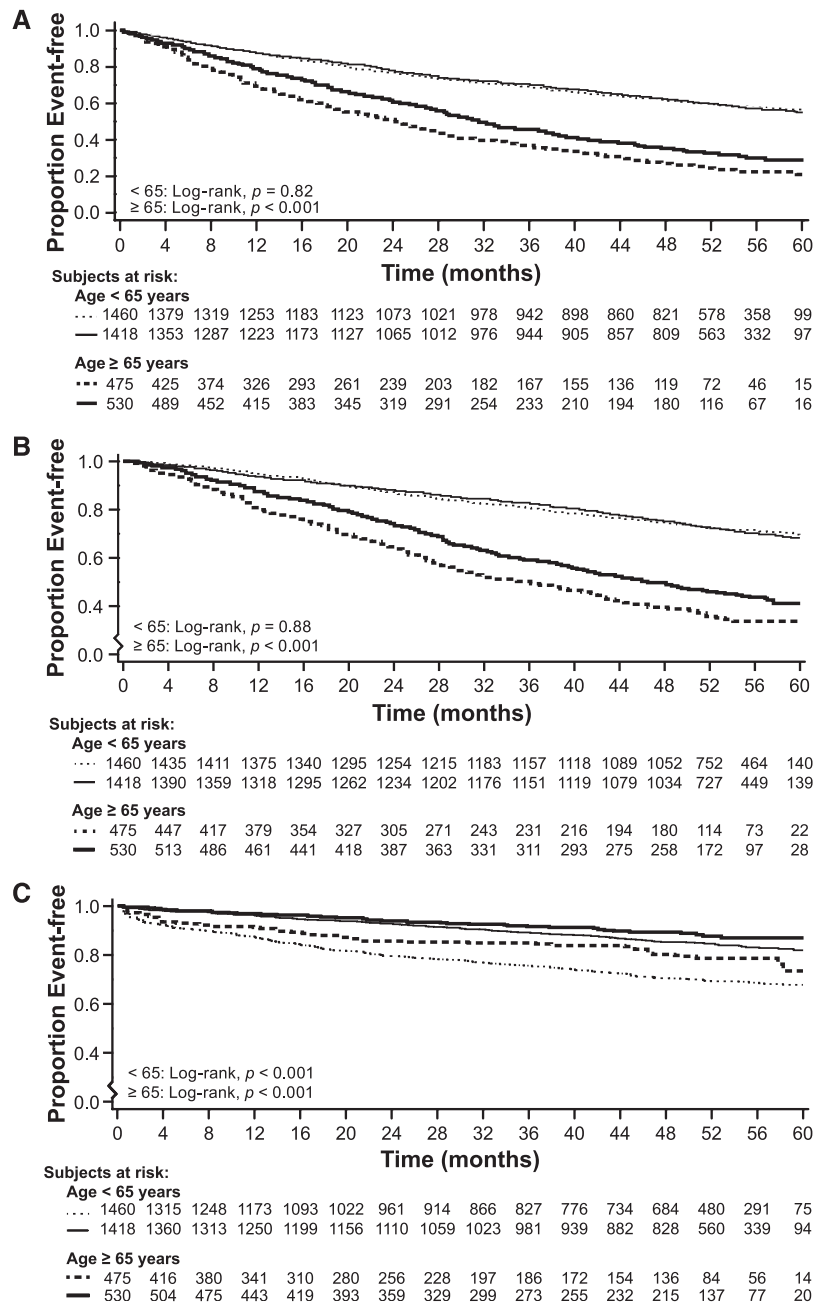 A
Proportion Event-free
1.0
0.8
0.6
0.4
0.2
0.0
< 65: Log-rank, p = 0.82
≥ 65: Log-rank, p < 0.001
0 4 8 12 16 20 24 28 32 36 40 44 48 52 56 60
Time (months)
Subjects at risk:
Age < 65 years
1460 1379 1319 1253 1183 1123 1073 1021 978 942 898 860 821 578 358 99
1418 1353 1287 1223 1173 1127 1065 1012 976 944 905 857 809 563 332 97
Age ≥ 65 years
475 425 374 326 293 261 239 203 182 167 155 136 119 72 46 15
530 489 452 415 383 345 319 291 254 233 210 194 180 116 67 16
B
Proportion Event-free
1.0
0.8
0.6
0.4
0.0
< 65: Log-rank, p = 0.88
≥ 65: Log-rank, p < 0.001
0 4 8 12 16 20 24 28 32 36 40 44 48 52 56 60
Time (months)
Subjects at risk:
Age < 65 years
1460 1435 1411 1375 1340 1295 1254 1215 1183 1157 1118 1089 1052 752 464 140
1418 1390 1359 1318 1295 1262 1234 1202 1176 1151 1119 1079 1034 727 449 139
Age ≥ 65 years
475 447 417 379 354 327 305 271 243 231 216 194 180 114 73 22
530 513 486 461 441 418 387 363 331 311 293 275 258 172 97 28
C
Proportion Event-free
1.0
0.8
0.6
0.4
0.0
< 65: Log-rank, p < 0.001
≥ 65: Log-rank, p < 0.001
0 4 8 12 16 20 24 28 32 36 40 44 48 52 56 60
Time (months)
Subjects at risk:
Age < 65 years
1460 1315 1248 1173 1093 1022 961 914 866 827 776 734 684 480 291 75
1418 1360 1313 1250 1199 1156 1110 1059 1023 981 939 882 828 560 339 94
Age ≥ 65 years
475 416 380 341 310 280 256 228 197 186 172 154 136 84 56 14
530 504 475 443 419 393 359 329 299 273 255 232 215 137 77 20